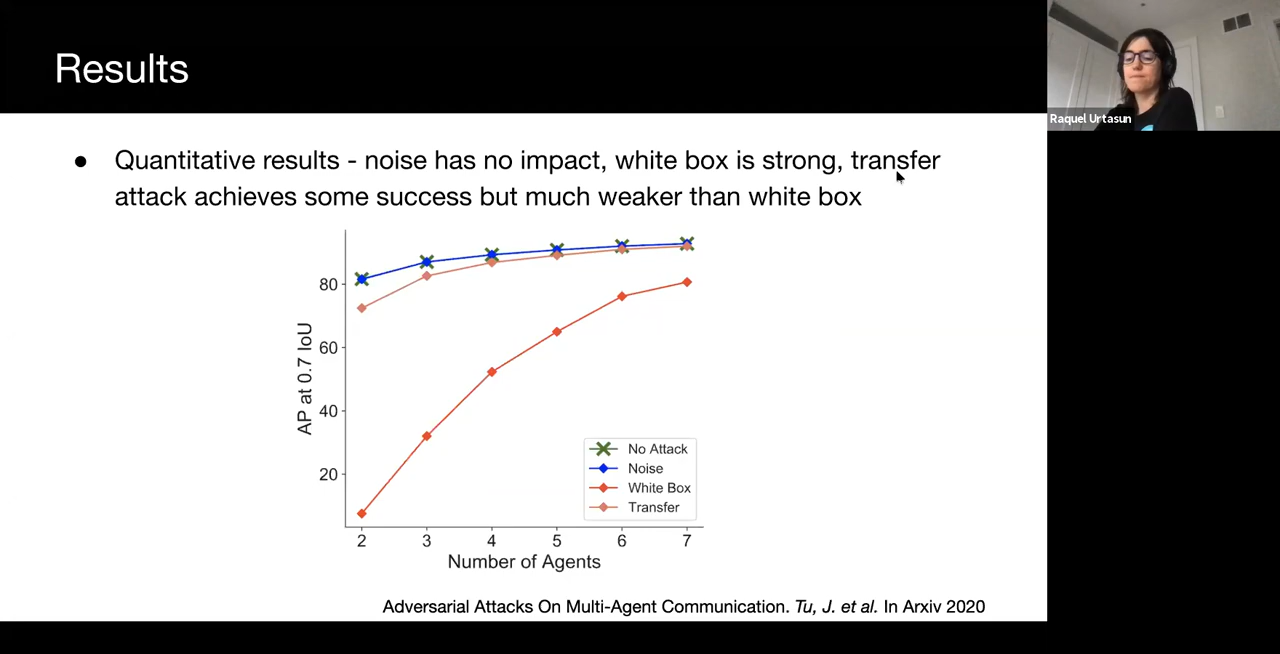 Results
Raquel Urtasun
● Quantitative results - noise has no impact, white box is strong, transfer
attack achieves some success but much weaker than white box
AP at 0.7 IoU
80
60
40
20
2 3 4 5 6 7
Number of Agents
No Attack
Noise
White Box
Transfer
Adversarial Attacks On Multi-Agent Communication. Tu, J. et al. In Arxiv 2020